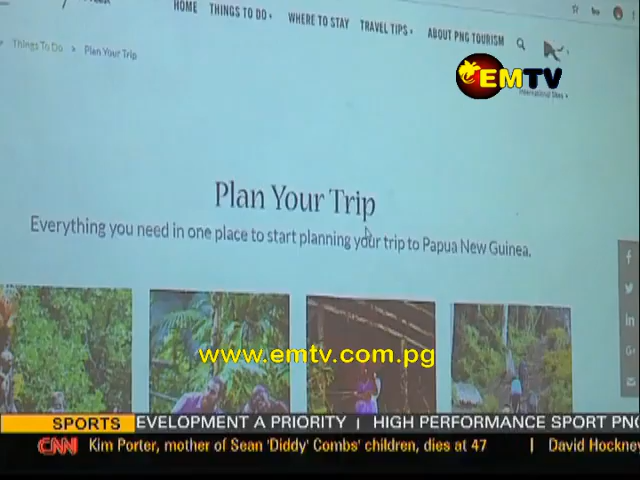 HOME THINGS TO DO WHERE TO STAY TRAVEL TIPS ABOUT PNG TOURISM
Things To Do > Plan Your Trip
EMTV
International Sites
Plan Your Trip
Everything you need in one place to start planning your trip to Papua New Guinea.
www.emtv.com.pg
SPORTS EVELOPMENT A PRIORITY | HIGH PERFORMANCE SPORT PNG
CNN Kim Porter, mother of Sean 'Diddy' Combs' children, dies at 47 | David Hockney